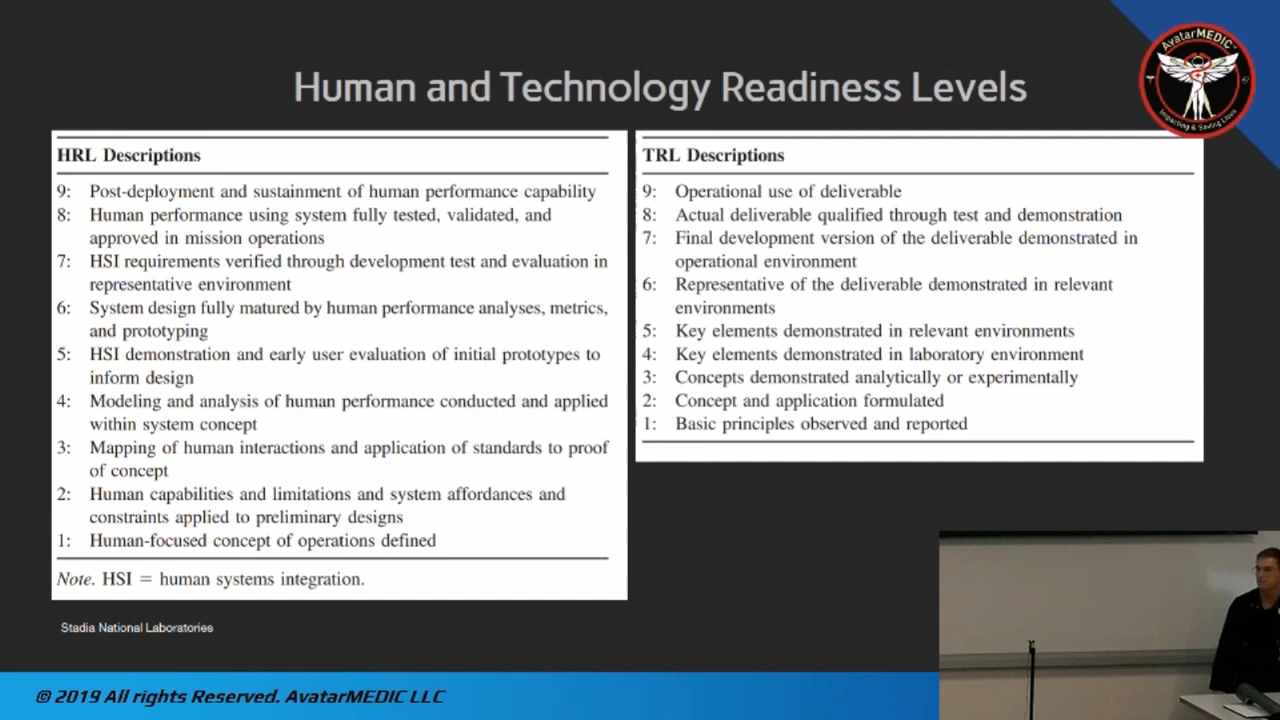 Human and Technology Readiness Levels
AvatarMEDIC
Impacting & Saving Lives
HRL Descriptions
9: Post-deployment and sustainment of human performance capability
8: Human performance using system fully tested, validated, and
approved in mission operations
7: HSI requirements verified through development test and evaluation in
representative environment
6: System design fully matured by human performance analyses, metrics,
and prototyping
5: HSI demonstration and early user evaluation of initial prototypes to
inform design
4: Modeling and analysis of human performance conducted and applied
within system concept
3: Mapping of human interactions and application of standards to proof
of concept
2: Human capabilities and limitations and system affordances and
constraints applied to preliminary designs
1: Human-focused concept of operations defined
Note. HSI = human systems integration.
TRL Descriptions
9: Operational use of deliverable
8: Actual deliverable qualified through test and demonstration
7: Final development version of the deliverable demonstrated in
operational environment
6: Representative of the deliverable demonstrated in relevant
environments
5: Key elements demonstrated in relevant environments
4: Key elements demonstrated in laboratory environment
3: Concepts demonstrated analytically or experimentally
2: Concept and application formulated
1: Basic principles observed and reported
Stadia National Laboratories
© 2019 All rights Reserved. AvatarMEDIC LLC